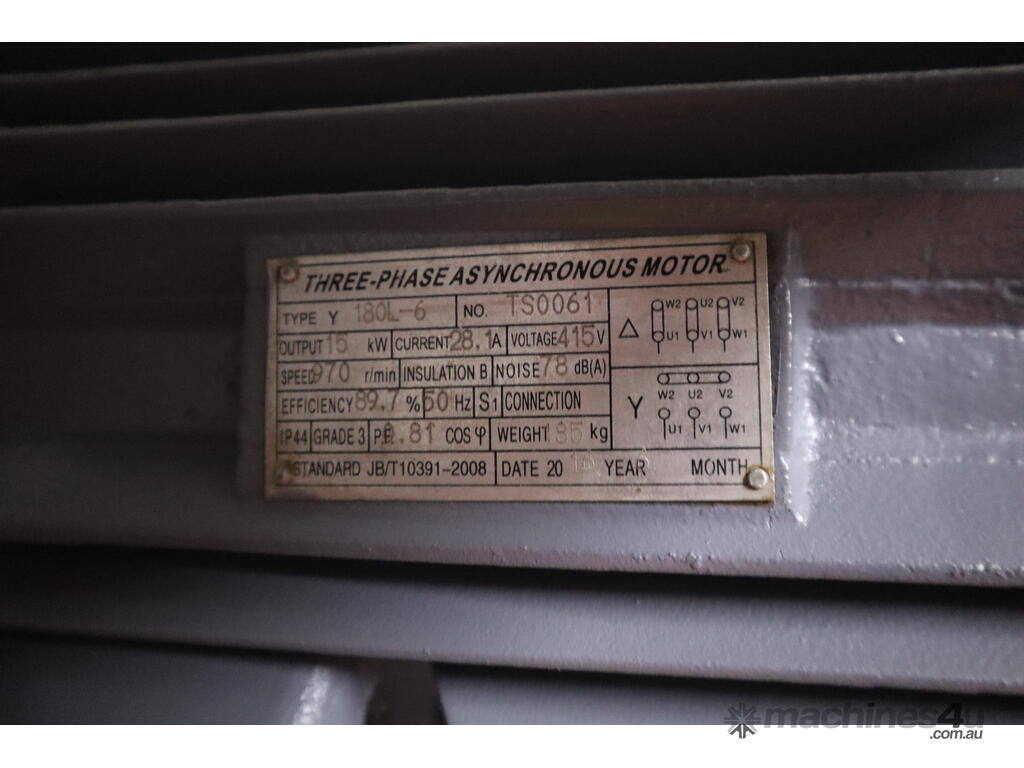 THREE-PHASE ASYNCHRONOUS MOTOR
TYPE Y 180L-6 NO. TS0061
OUTPUT 15 kW CURRENT 28.1 A VOLTAGE 415 V
SPEED 970 r/min INSULATION B NOISE 78 dB(A)
EFFICIENCY 89.7 % 50 Hz S1 CONNECTION
IP44 GRADE 3 P.F. 0.81 COS φ WEIGHT kg
STANDARD JB/T10391-2008 DATE 20 YEAR MONTH
△ W2 U2 V2
U1 V1 W1
W2 U2 V2
Y
U1 V1 W1
machines4u
.com.au